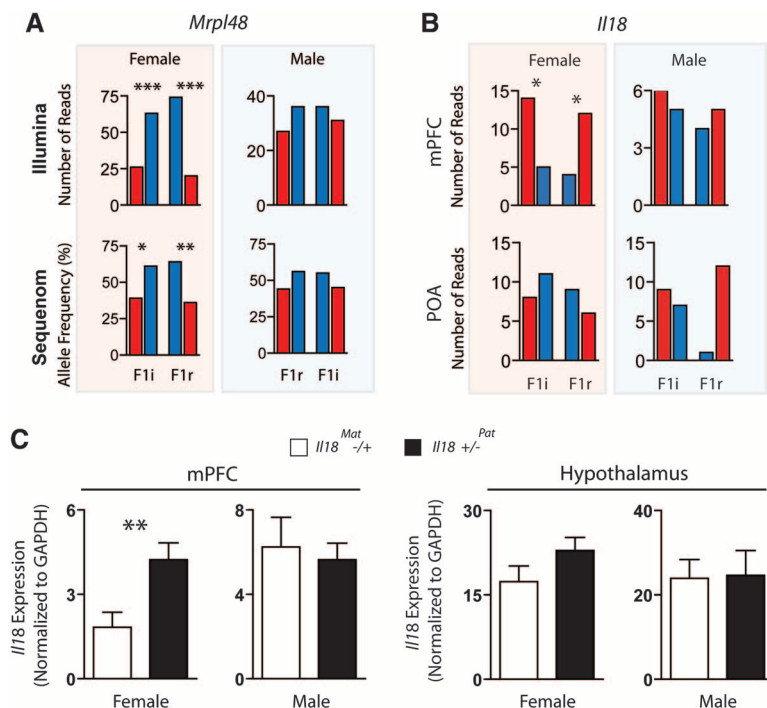 A
Mrpl48
Female
Male
Illumina
Number of Reads
75
50
25
0
***
***
40
20
0
Sequenom
Allele Frequency (%)
75
50
25
0
*
**
75
50
25
0
F1i
F1r
F1r
F1i
B
Il18
Female
Male
mPFC
Number of Reads
15
10
5
0
*
*
6
3
0
POA
Number of Reads
15
10
5
0
15
10
5
0
F1i
F1r
F1i
F1r
C
Il18 Mat -/+
Il18 +/- Pat
mPFC
Hypothalamus
Il18 Expression
(Normalized to GAPDH)
6
3
0
**
Female
8
6
4
2
0
Male
Il18 Expression
(Normalized to GAPDH)
30
15
0
Female
40
20
0
Male